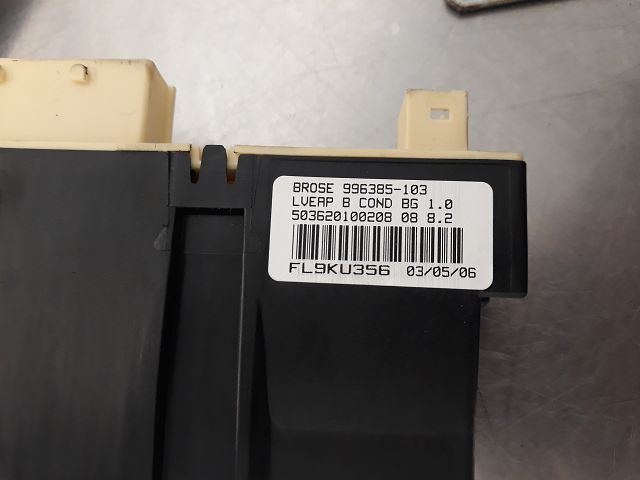 BROSE 996385-103
LVEAP B COND BG 1.0
503620100208 08 8.2
FL9KU356 03/05/06